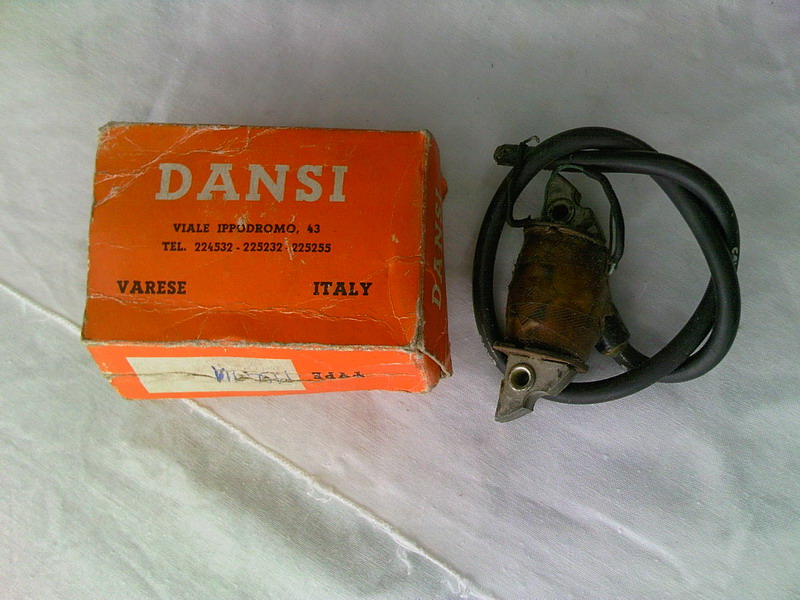 DANSI
VIALE IPPODROMO, 43
TEL. 224532 - 225232 - 225255
VARESE ITALY
DANSI
TYPE